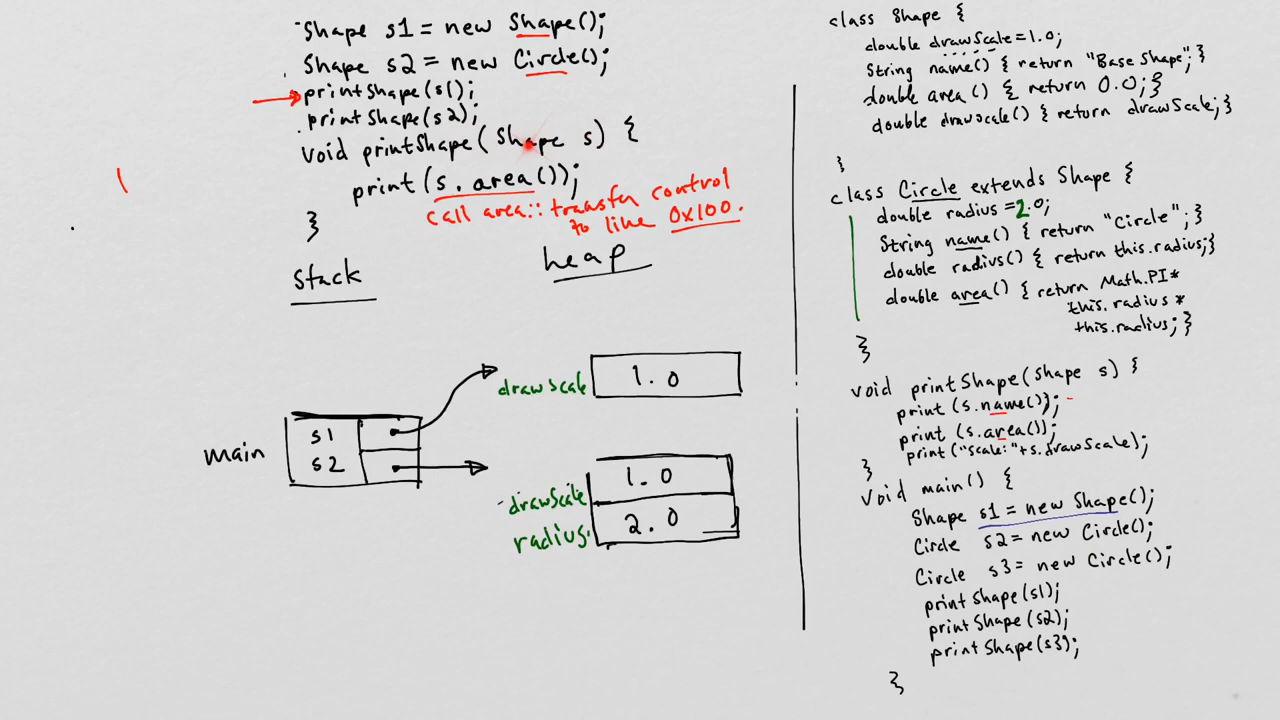 Shape s1 = new Shape();
Shape s2 = new Circle();
printShape(s1);
printShape(s2);
void printShape(Shape s) {
print(s.area());
call area:: transfer control
to line 0x100.
}
stack
heap
drawscale
1.0
main
s1
s2
drawscale
1.0
radius
2.0
class Shape {
double drawScale=1.0;
String name() { return "Base Shape"; }
double area() { return 0.0; }
double drawscale() { return drawScale; }
}
class Circle extends Shape {
double radius = 2.0;
String name() { return "Circle"; }
double radius() { return this.radius; }
double area() { return Math.PI*
this.radius *
this.radius; }
}
void printShape(Shape s) {
print (s.name());
print (s.area());
print("scale:"+s.drawScale);
}
void main() {
Shape s1 = new Shape();
Circle s2 = new Circle();
Circle s3 = new Circle();
printShape(s1);
printShape(s2);
printShape(s3);
}